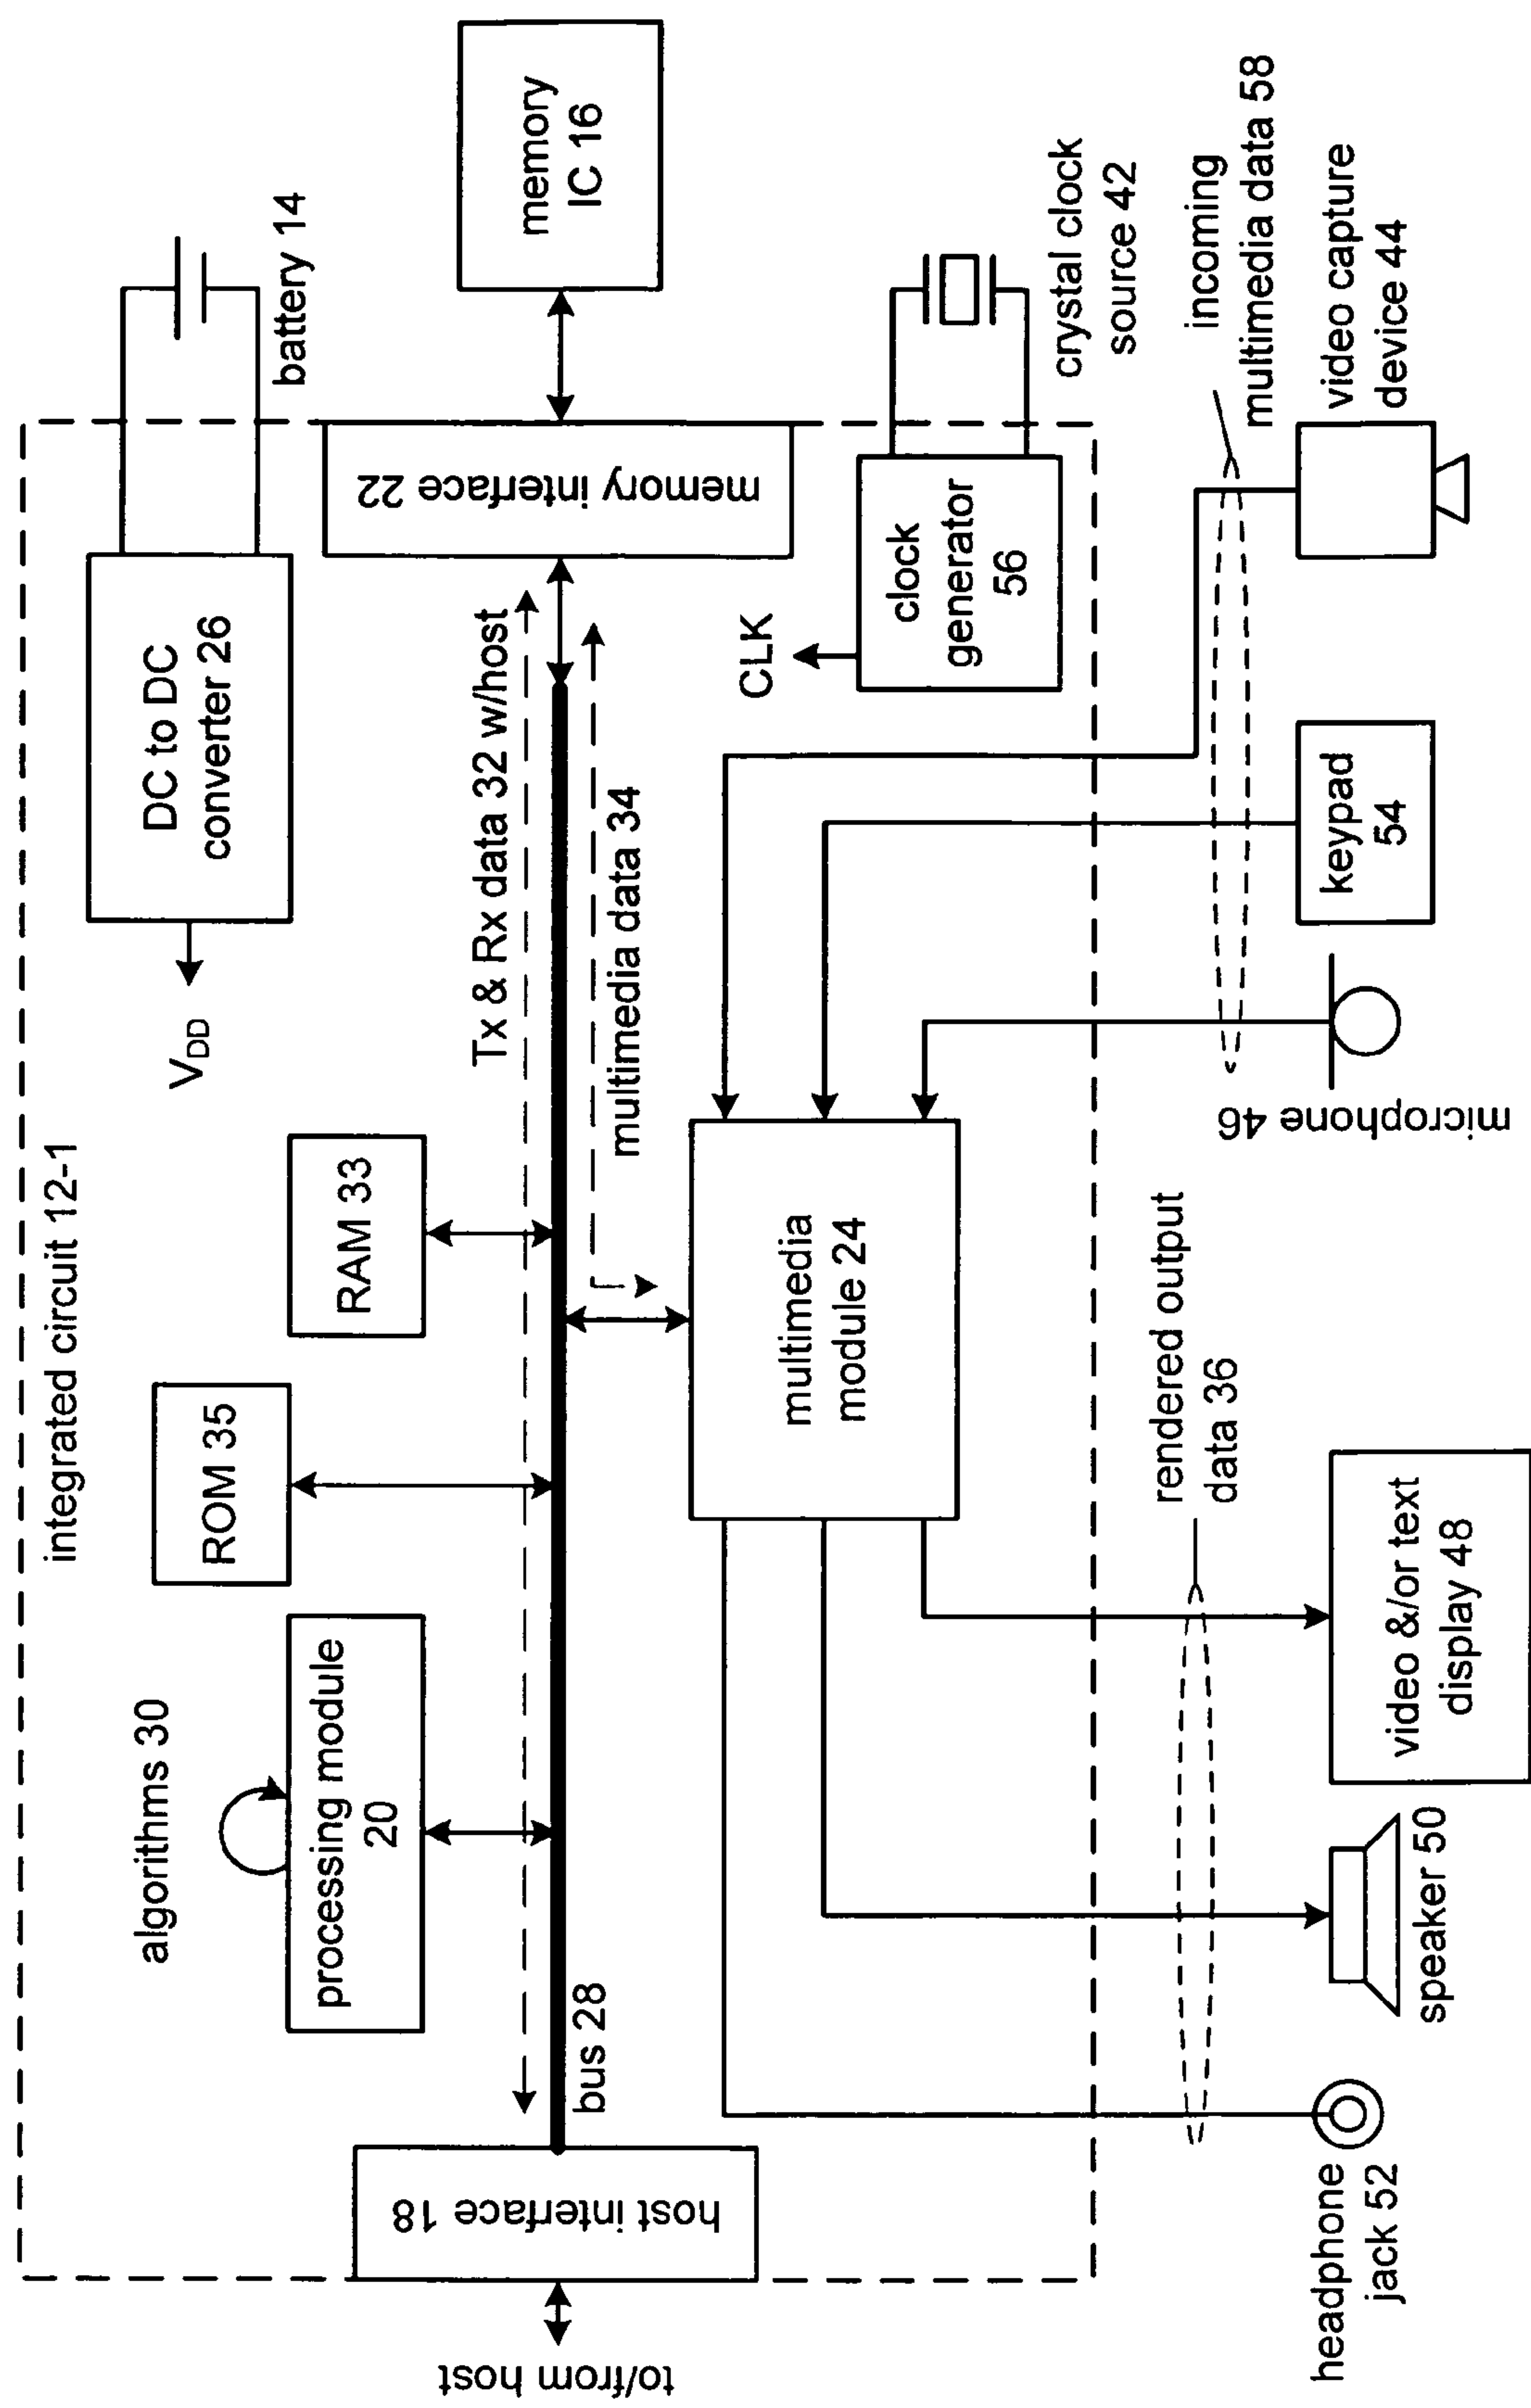 integrated circuit 12-1
DC to DC
converter 26
V_DD
battery 14
algorithms 30
processing module
20
ROM 35
RAM 33
Tx & Rx data 32 w/host
multimedia data 34
bus 28
to/from host
host interface 18
memory interface 22
memory
IC 16
multimedia
module 24
CLK
clock
generator
56
crystal clock
source 42
rendered output
data 36
incoming
multimedia data 58
headphone
jack 52
speaker 50
video &/or text
display 48
microphone 46
keypad
54
video capture
device 44